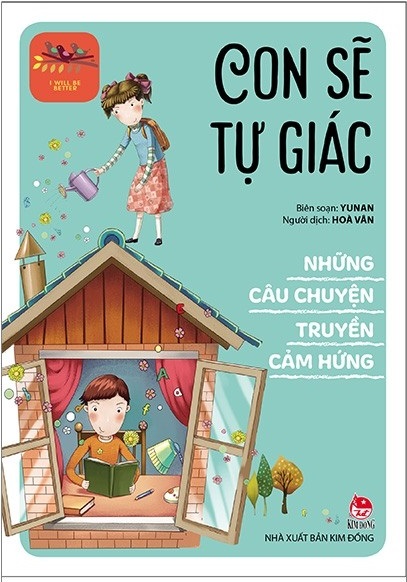 I WILL BE
BETTER
CON SẼ
TỰ GIÁC
Biên soạn: YUNAN
Người dịch: HOÀ VÂN
NHỮNG
CÂU CHUYỆN
TRUYỀN
CẢM HỨNG
KIM ĐỒNG
NHÀ XUẤT BẢN KIM ĐỒNG